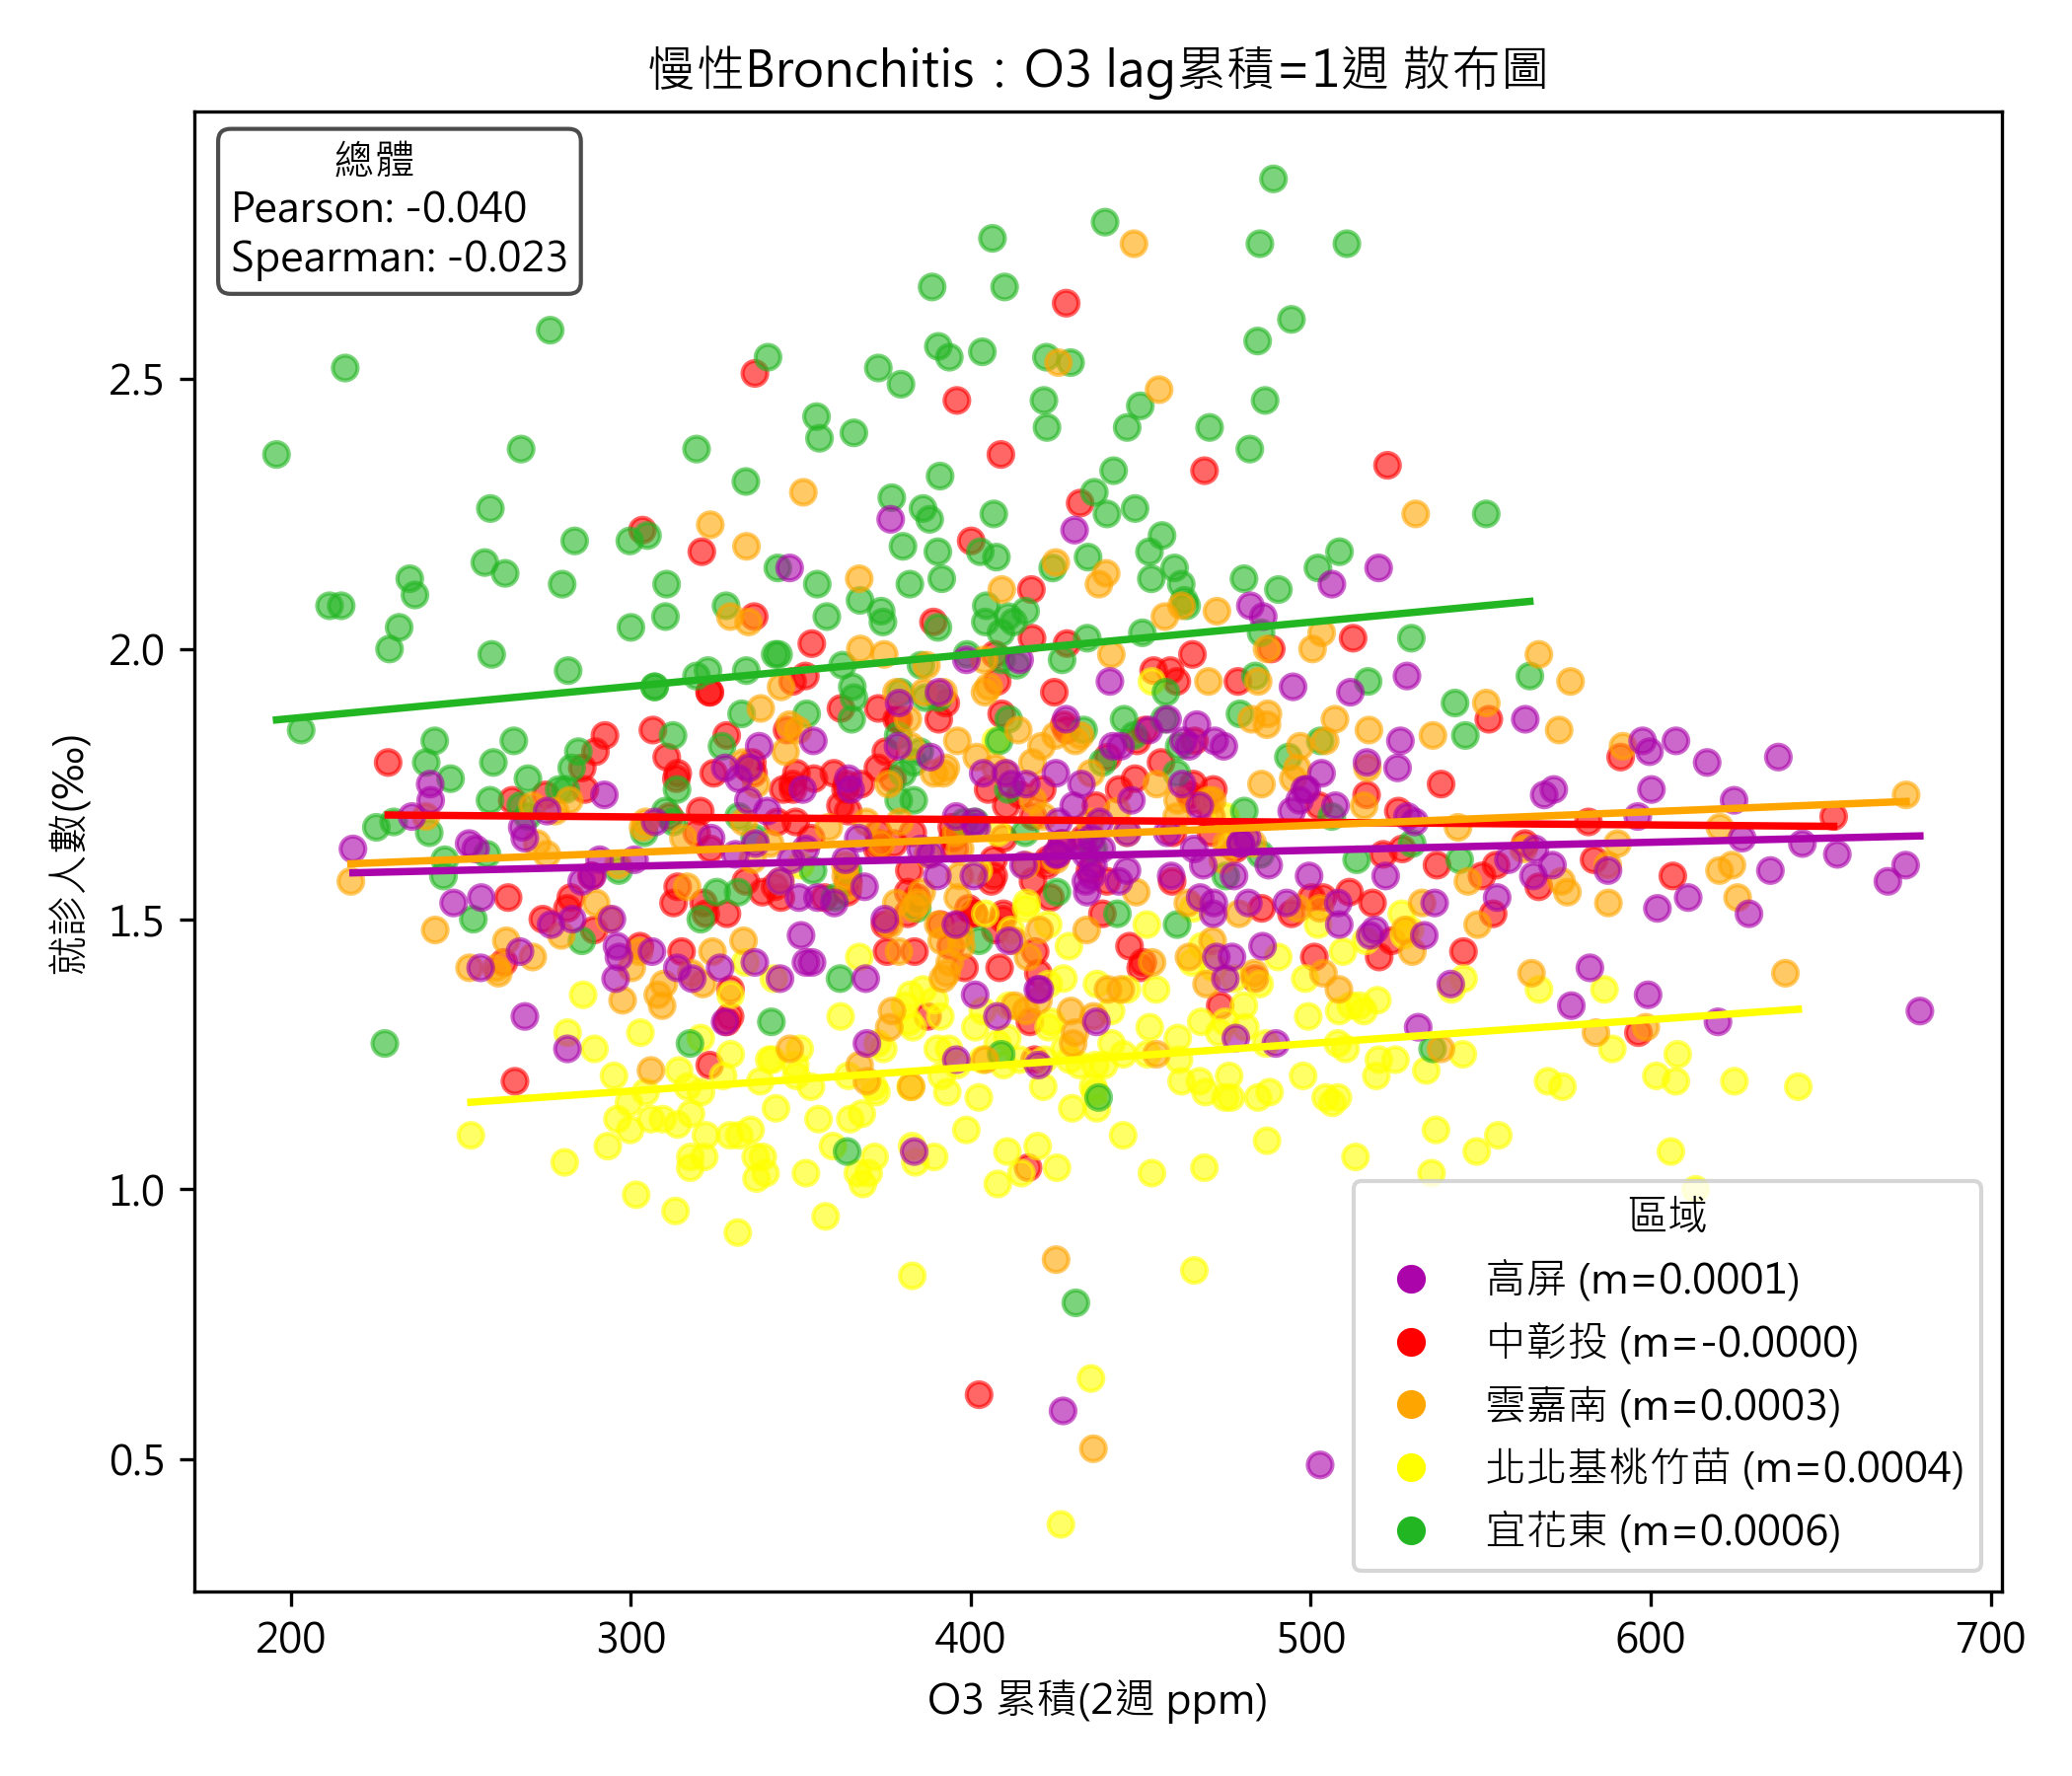 慢性Bronchitis：O3 lag累積=1週 散布圖
總體
Pearson: -0.040
Spearman: -0.023
就診人數(‰)
2.5
2.0
1.5
1.0
0.5
區域
高屏 (m=0.0001)
中彰投 (m=-0.0000)
雲嘉南 (m=0.0003)
北北基桃竹苗 (m=0.0004)
宜花東 (m=0.0006)
200 300 400 500 600 700
O3 累積(2週 ppm)